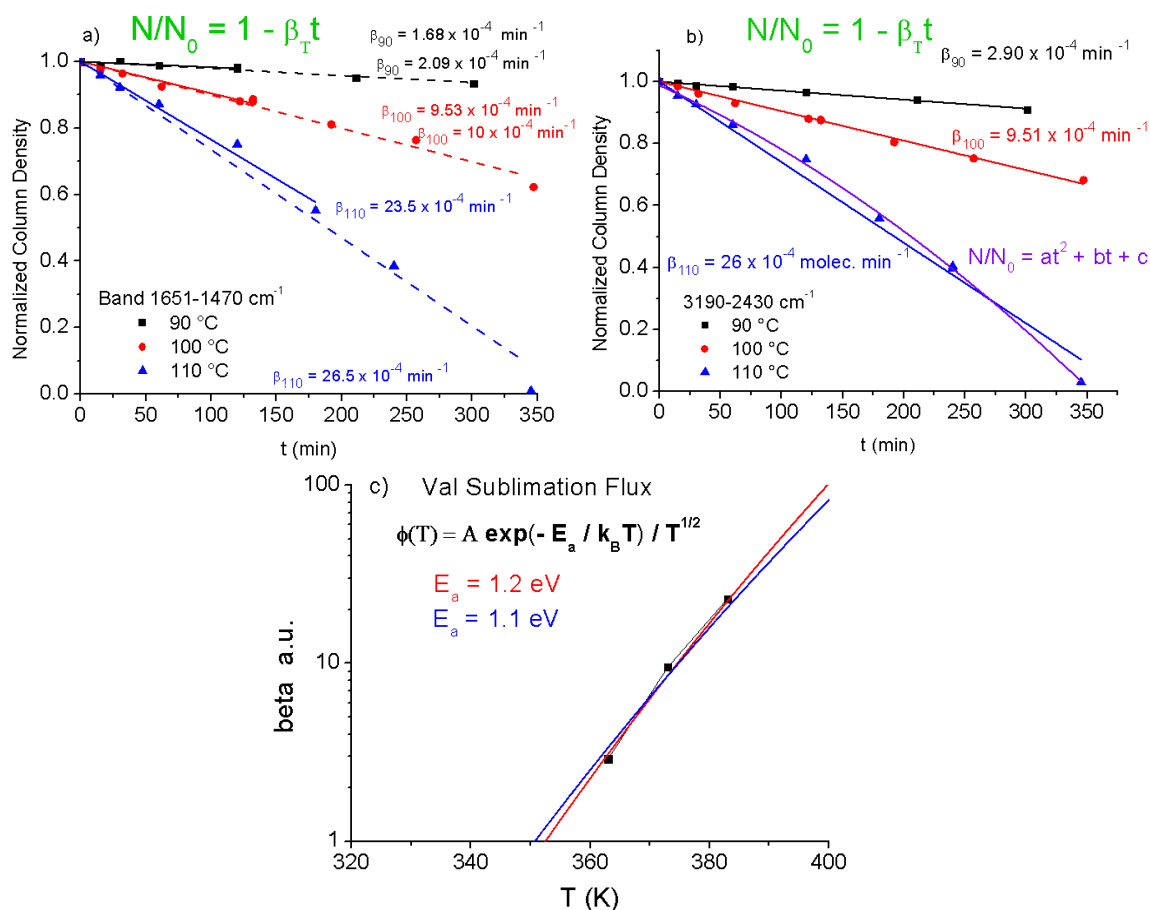 a)
N/N₀ = 1 - β_T t
β₉₀ = 1.68 x 10⁻⁴ min⁻¹
β₉₀ = 2.09 x 10⁻⁴ min⁻¹
β₁₀₀ = 9.53 x 10⁻⁴ min⁻¹
β₁₀₀ = 10 x 10⁻⁴ min⁻¹
β₁₁₀ = 23.5 x 10⁻⁴ min⁻¹
Band 1651-1470 cm⁻¹
90 °C
100 °C
110 °C
β₁₁₀ = 26.5 x 10⁻⁴ min⁻¹
Normalized Column Density
1.0
0.8
0.6
0.4
0.2
0.0
0 50 100 150 200 250 300 350
t (min)
b)
N/N₀ = 1 - β_T t
β₉₀ = 2.90 x 10⁻⁴ min⁻¹
β₁₀₀ = 9.51 x 10⁻⁴ min⁻¹
β₁₁₀ = 26 x 10⁻⁴ molec. min⁻¹
N/N₀ = at² + bt + c
3190-2430 cm⁻¹
90 °C
100 °C
110 °C
Normalized Column Density
1.0
0.8
0.6
0.4
0.2
0.0
0 50 100 150 200 250 300 350 400
t (min)
c) Val Sublimation Flux
ϕ(T) = A exp(- E_a / k_B T) / T^1/2
E_a = 1.2 eV
E_a = 1.1 eV
beta a.u.
100
10
1
320 340 360 380 400
T (K)